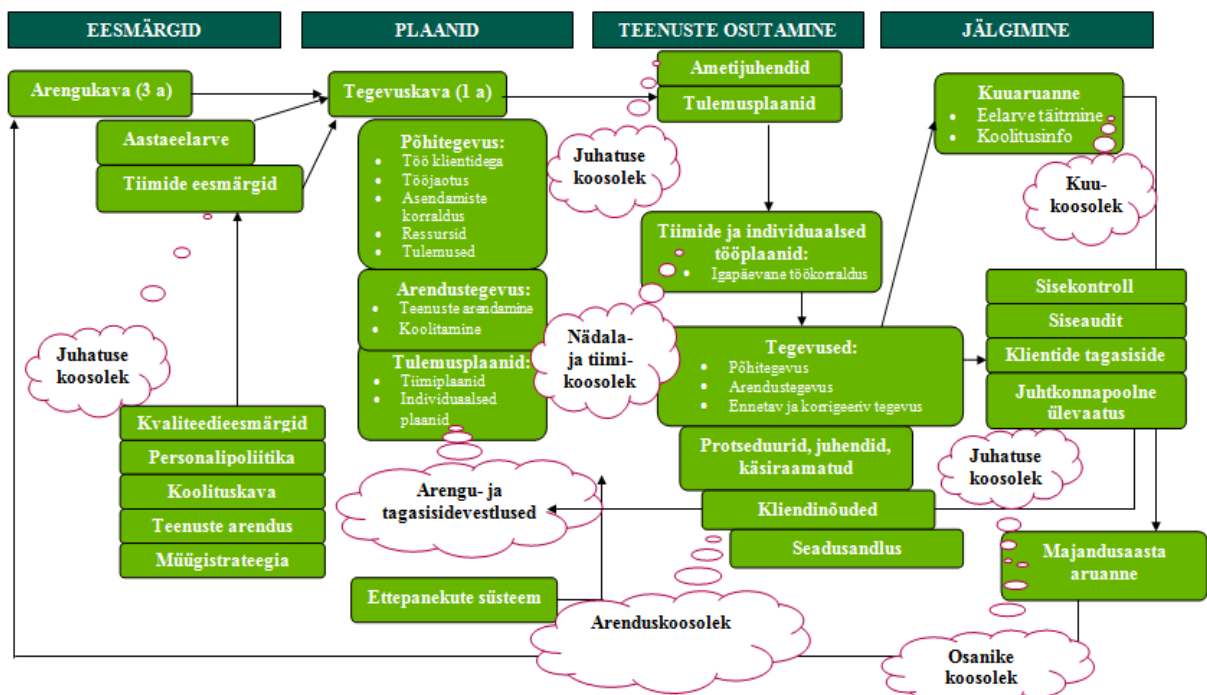 EESMÄRGID
PLAANID
TEENUSTE OSUTAMINE
JÄLGIMINE
Arengukava (3 a)
Aastaeelarve
Tiimide eesmärgid
Juhatuse
koosolek
Kvaliteedieesmärgid
Personalipoliitika
Koolituskava
Teenuste arendus
Müügistrateegia
Tegevuskava (1 a)
Põhitegevus:
• Töö klientidega
• Tööjaotus
• Asendamiste
korraldus
• Ressursid
• Tulemused
Arendustegevus:
• Teenuste arendamine
• Koolitamine
Tulemusplaanid:
• Tiimiplaanid
• Individuaalsed
plaanid
Arengu- ja
tagasisidevestlused
Ettepanekute süsteem
Ametijuhendid
Tulemusplaanid
Juhatuse
koosolek
Tiimide ja individuaalsed
tööplaanid:
• Igapäevane töökorraldus
Nädala-
ja tiimi-
koosolek
Tegevused:
• Põhitegevus
• Arendustegevus
• Ennetav ja korrigeeriv tegevus
Protseduurid, juhendid,
käsiraamatud
Kliendinõuded
Seadusandlus
Arenduskoosolek
Kuuaruanne
• Eelarve täitmine
• Koolitusinfo
Kuu-
koosolek
Sisekontroll
Siseaudit
Klientide tagasiside
Juhtkonnapoolne
ülevaatus
Juhatuse
koosolek
Majandusaasta
aruanne
Osanike
koosolek